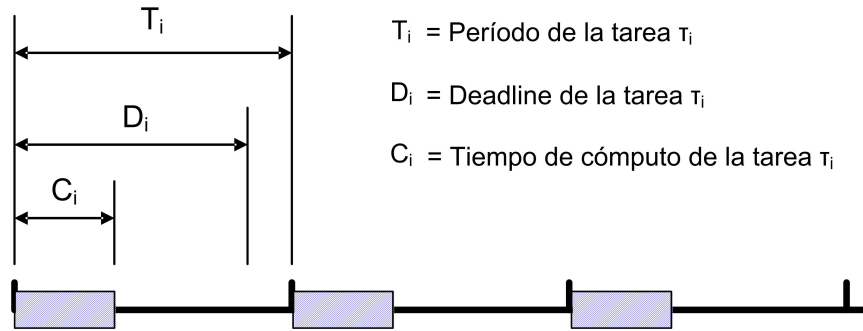 Tᵢ
Dᵢ
Cᵢ
Tᵢ = Período de la tarea τᵢ
Dᵢ = Deadline de la tarea τᵢ
Cᵢ = Tiempo de cómputo de la tarea τᵢ